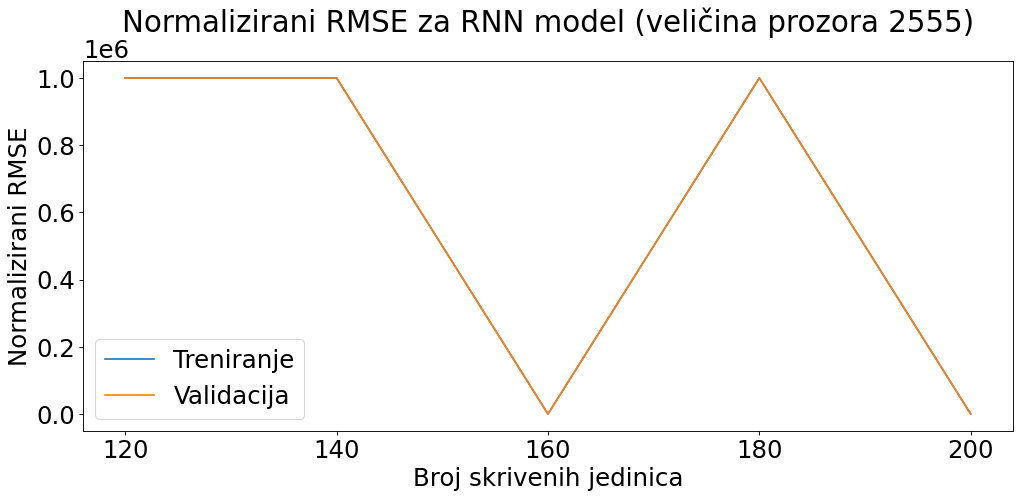 Normalizirani RMSE za RNN model (veličina prozora 2555)
1e6
1.0
0.8
0.6
0.4
0.2
0.0
Normalizirani RMSE
Treniranje
Validacija
120 140 160 180 200
Broj skrivenih jedinica